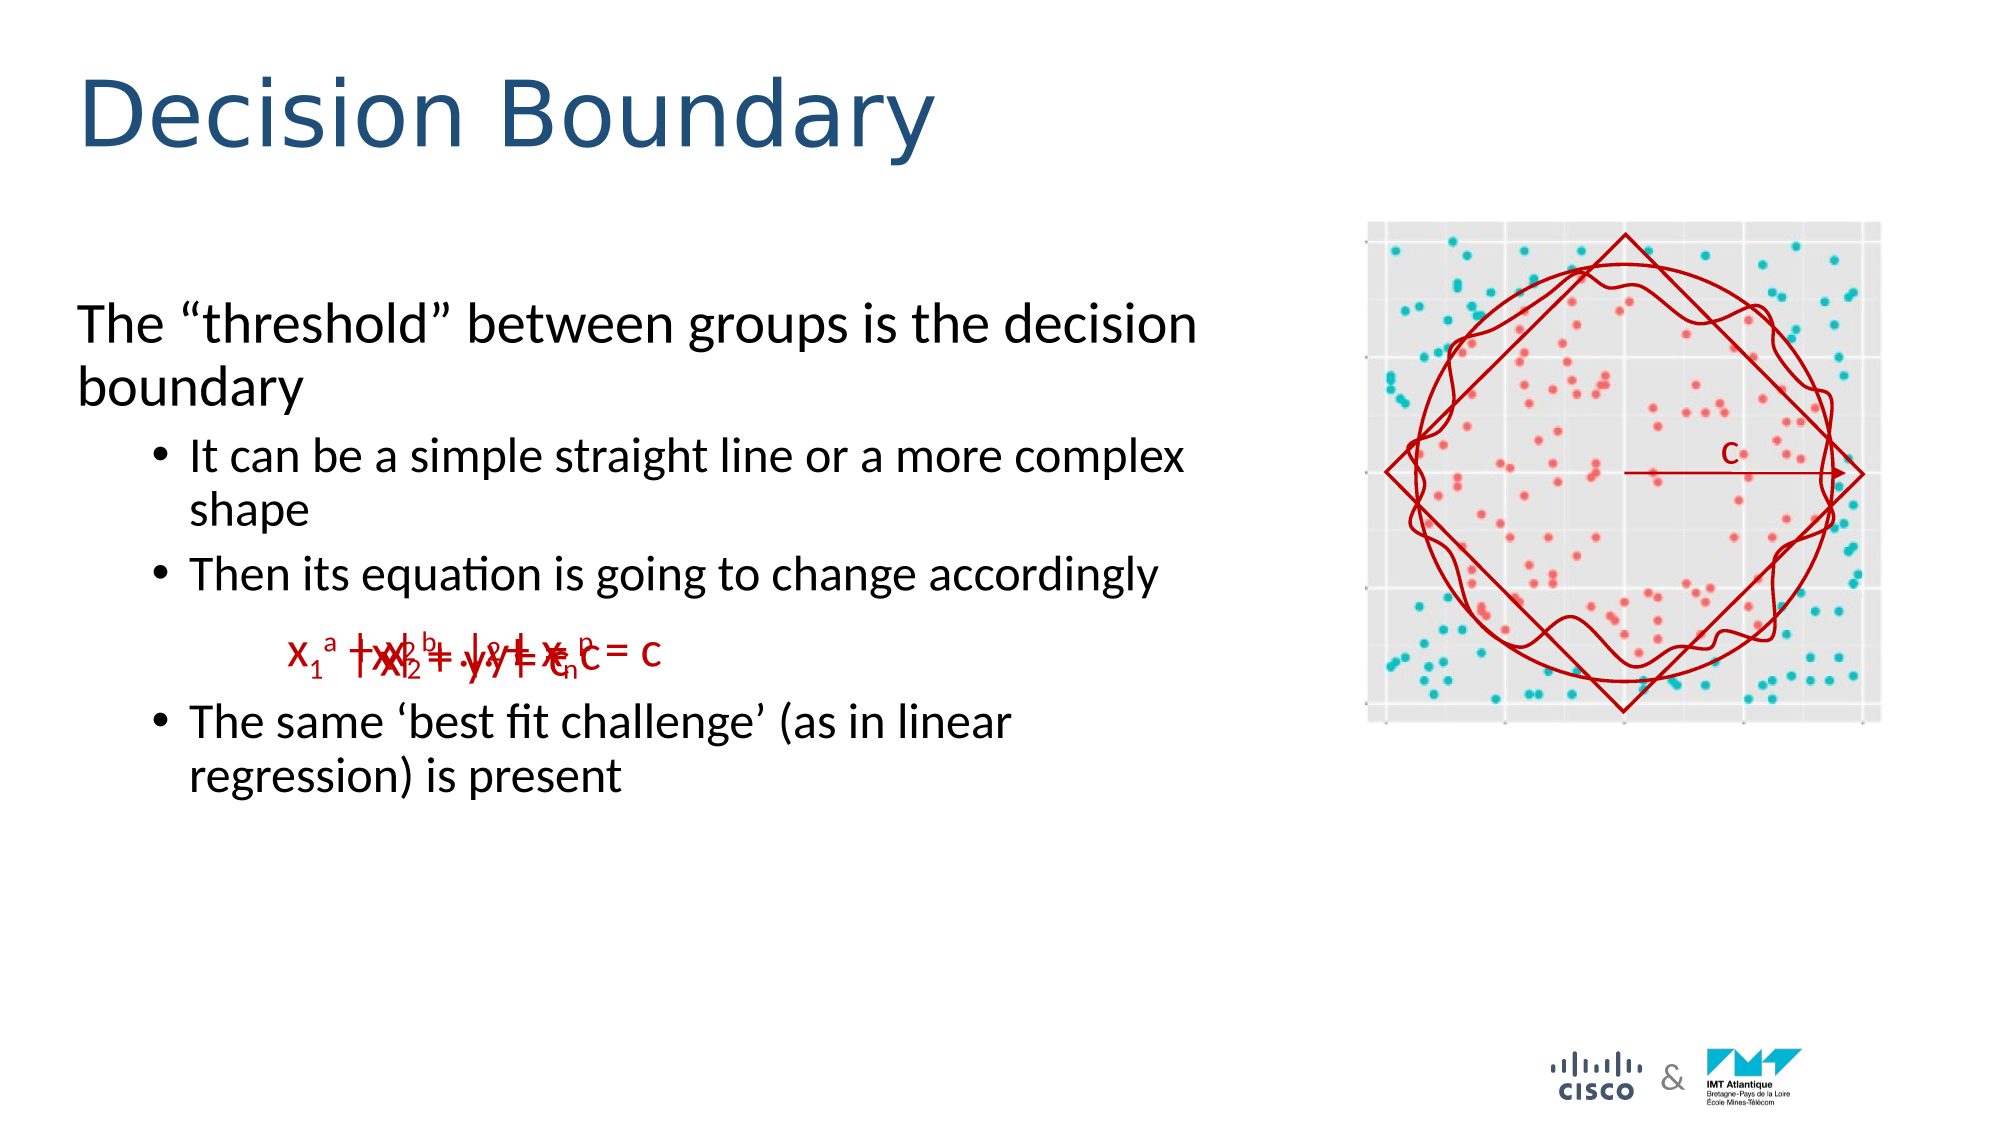 Decision Boundary
The “threshold” between groups is the decision
boundary
• It can be a simple straight line or a more complex
shape
• Then its equation is going to change accordingly
= c
• The same ‘best fit challenge’ (as in linear
regression) is present
c
CISCO & IMT Atlantique
Bretagne-Pays de la Loire
École Mines-Télécom